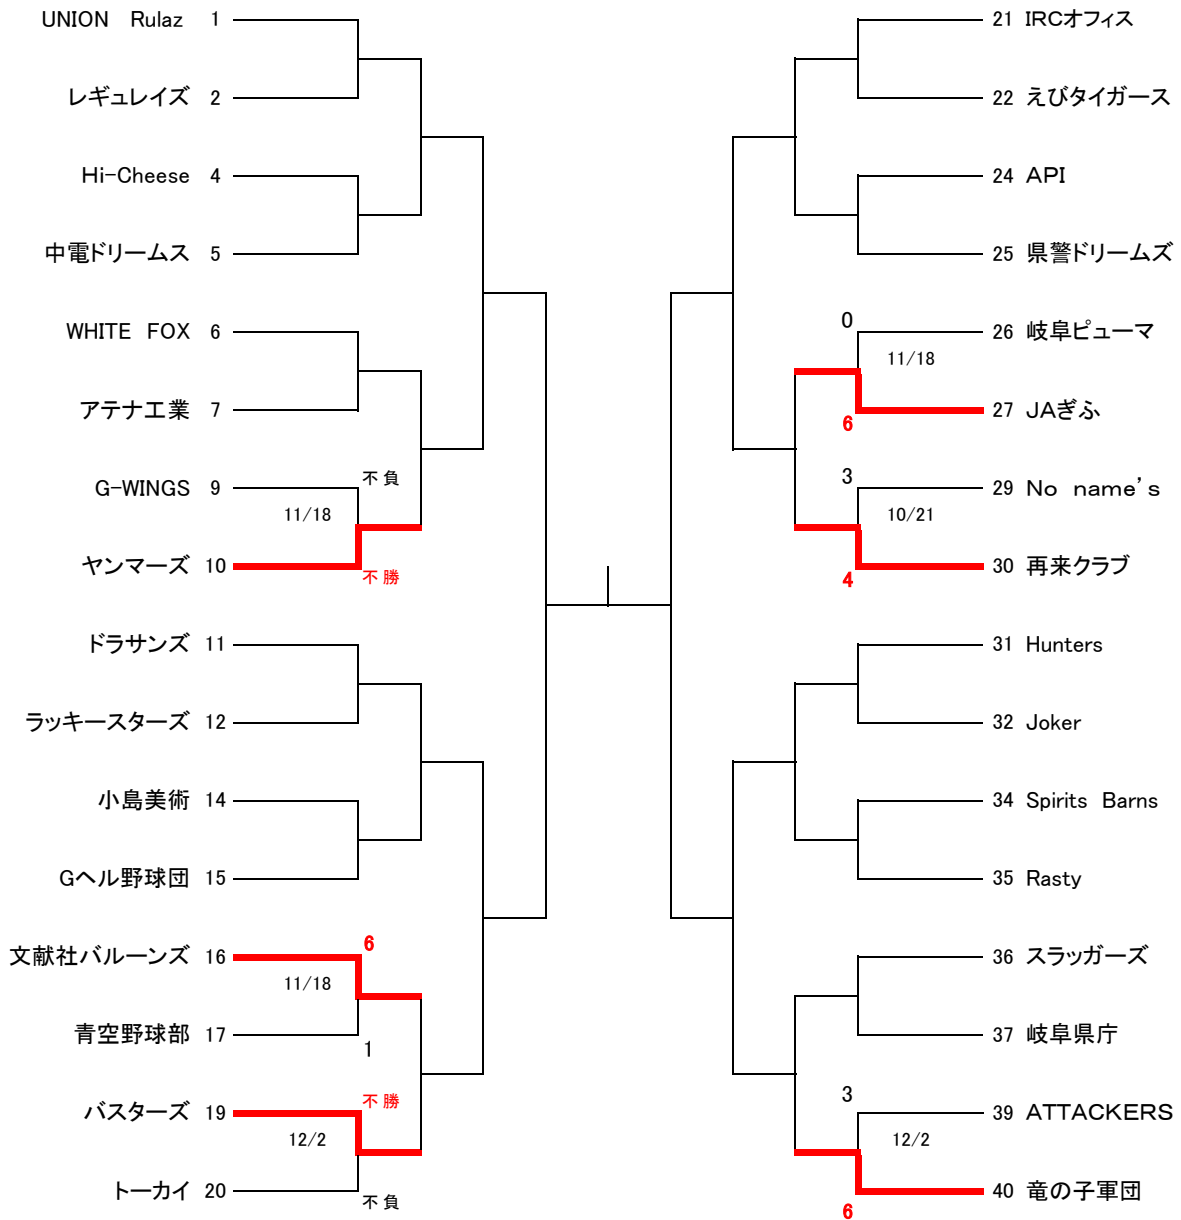 UNION Rulaz 1
レギュレイズ 2
Hi-Cheese 4
中電ドリームス 5
WHITE FOX 6
アテナ工業 7
不負
G-WINGS 9
11/18
ヤンマーズ 10
不勝
ドラサンズ 11
ラッキースターズ 12
小島美術 14
Gヘル野球団 15
6
文献社バルーンズ 16
11/18
青空野球部 17
1
不勝
バスターズ 19
12/2
トーカイ 20
不負
21 IRCオフィス
22 えびタイガース
24 API
25 県警ドリームズ
0
26 岐阜ピューマ
11/18
27 JAぎふ
6
3
29 No name's
10/21
30 再来クラブ
4
31 Hunters
32 Joker
34 Spirits Barns
35 Rasty
36 スラッガーズ
37 岐阜県庁
3
39 ATTACKERS
12/2
40 竜の子軍団
6